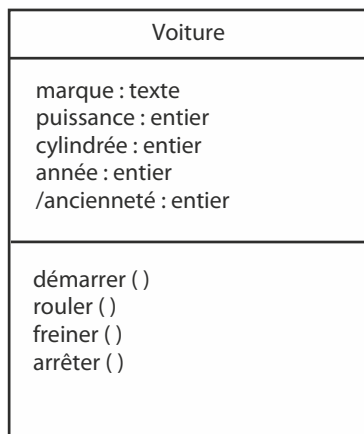 Voiture
marque : texte
puissance : entier
cylindrée : entier
année : entier
/ancienneté : entier
démarrer ( )
rouler ( )
freiner ( )
arrêter ( )